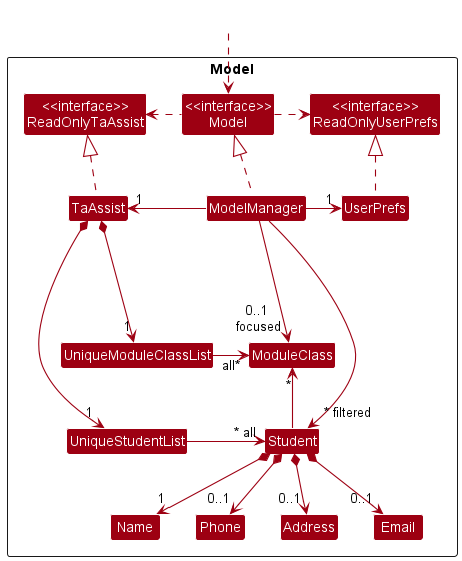 Model
<<interface>>
ReadOnlyTaAssist
<<interface>>
Model
<<interface>>
ReadOnlyUserPrefs
TaAssist
1
ModelManager
1
UserPrefs
0..1
focused
1
UniqueModuleClassList
all*
ModuleClass
*
1
* filtered
UniqueStudentList
* all
Student
1
0..1
0..1
0..1
Name
Phone
Address
Email